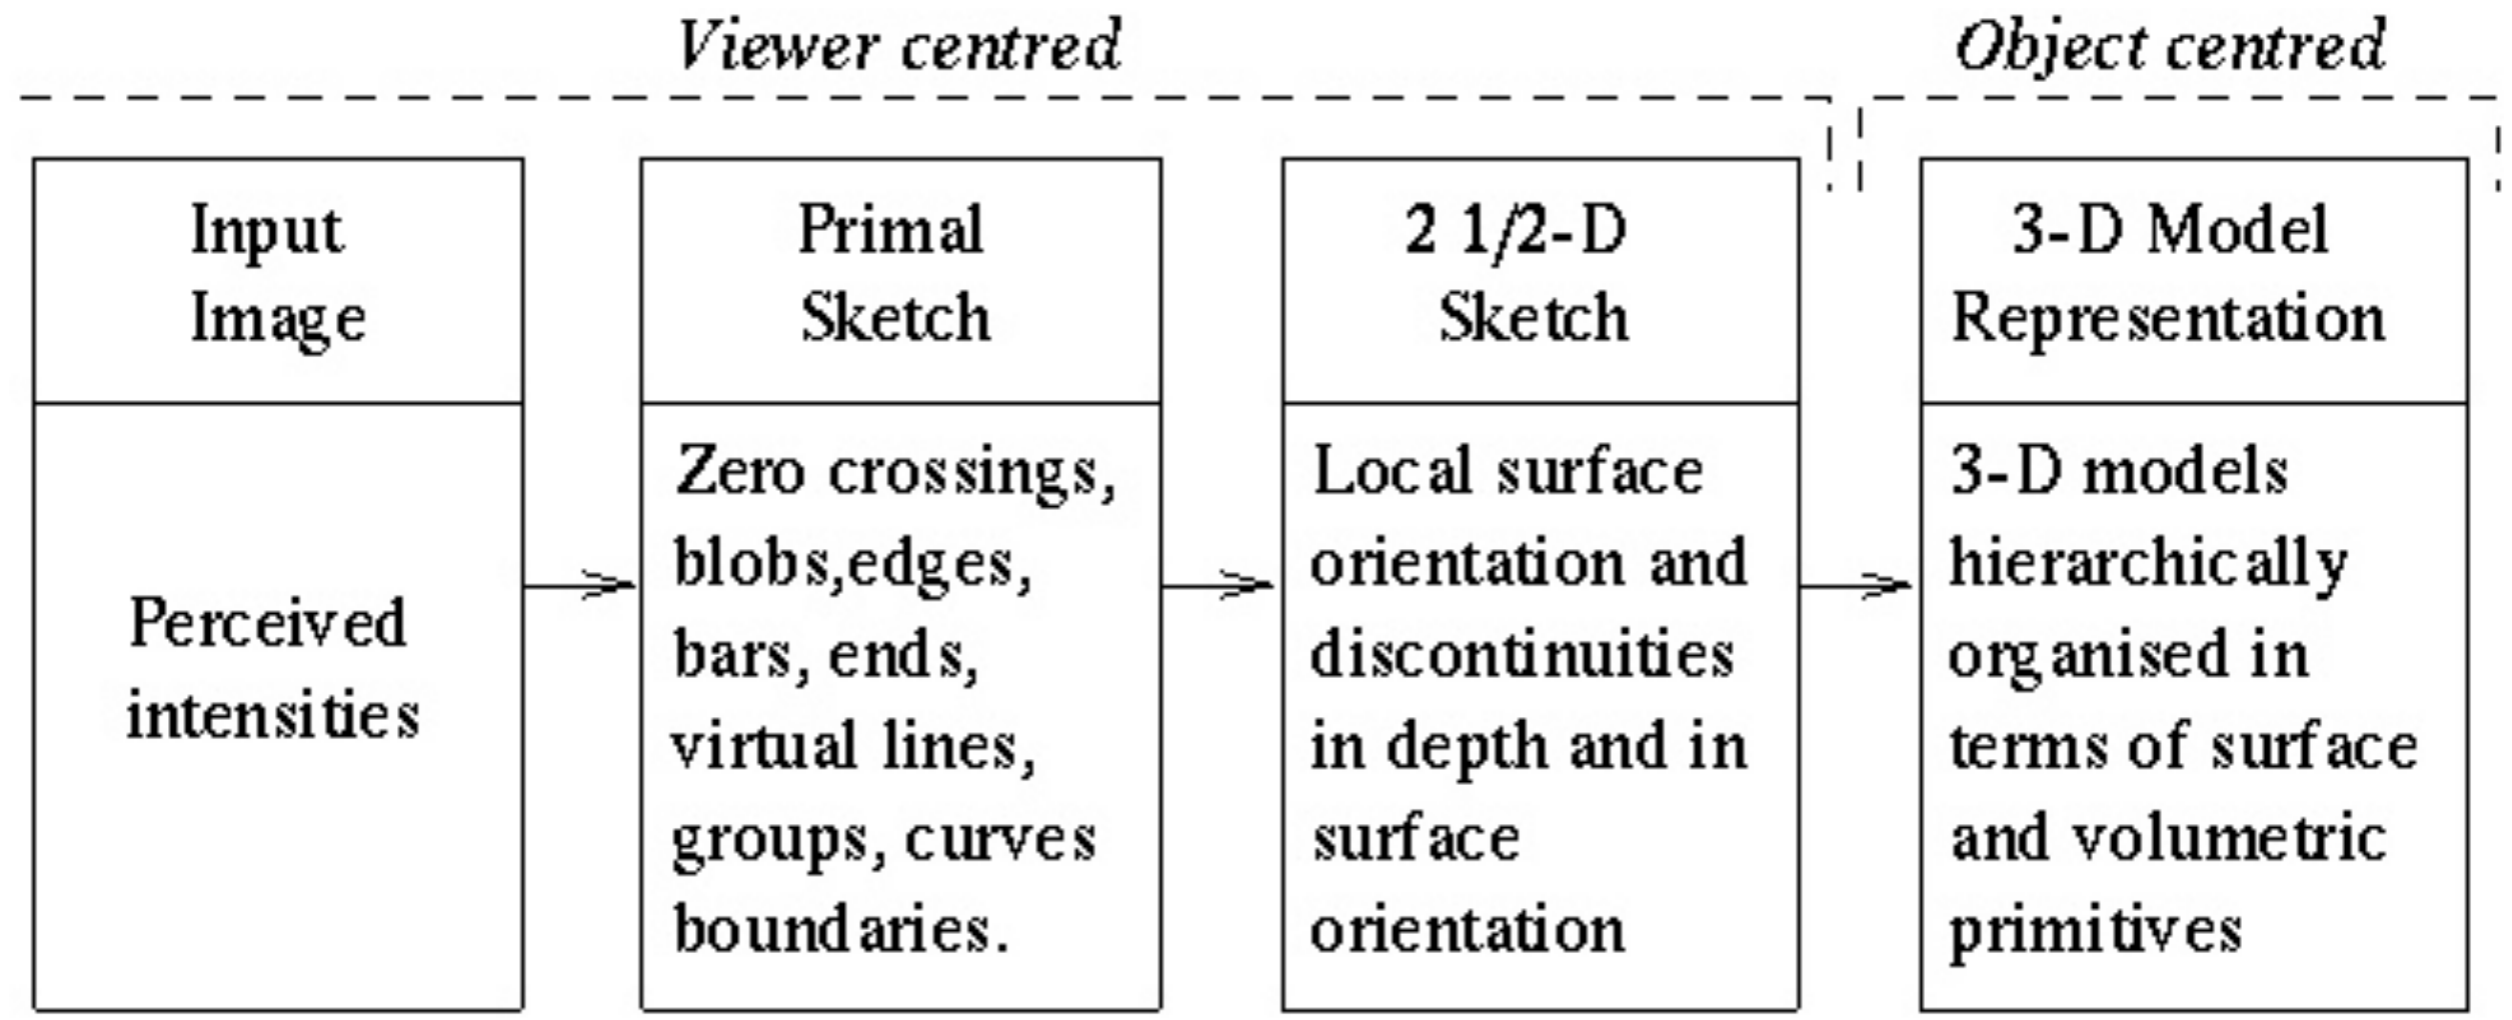 Viewer centred
Object centred
Input
Image
Perceived
intensities
Primal
Sketch
Zero crossings,
blobs,edges,
bars, ends,
virtual lines,
groups, curves
boundaries.
2 1/2-D
Sketch
Local surface
orientation and
discontinuities
in depth and in
surface
orientation
3-D Model
Representation
3-D models
hierarchically
organised in
terms of surface
and volumetric
primitives